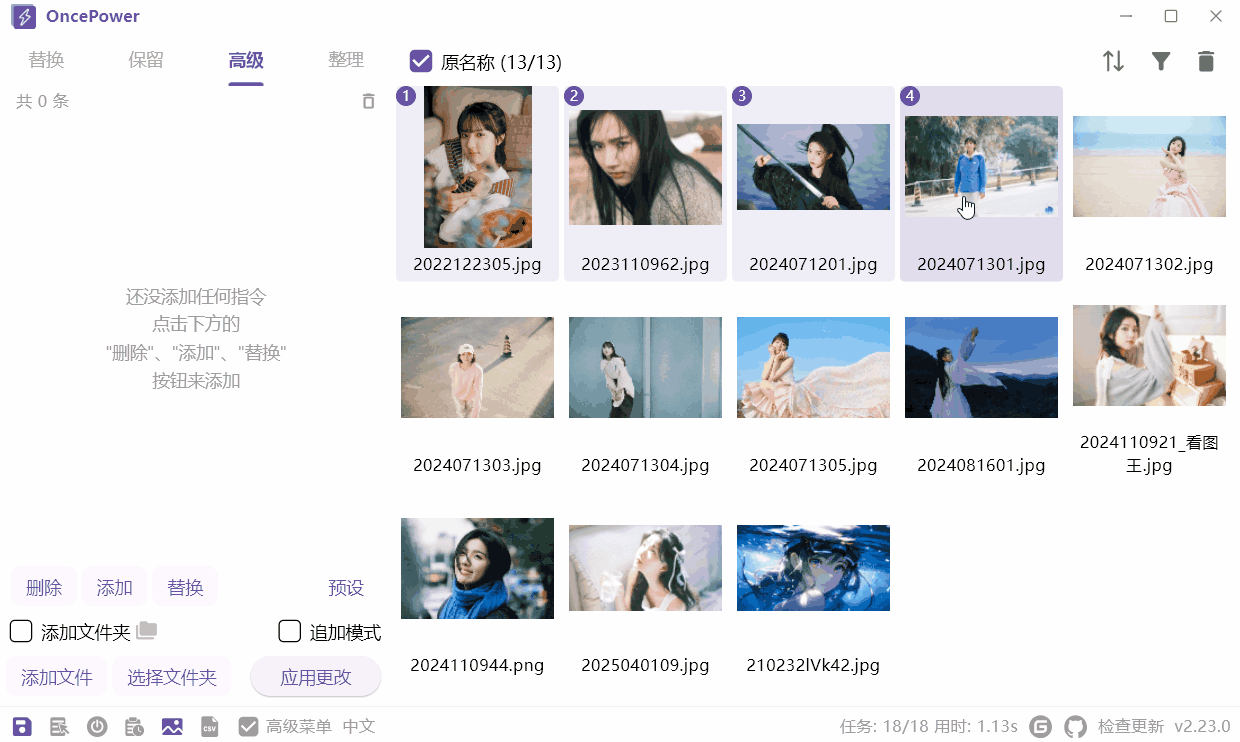 OncePower
替换 保留 高级 整理
原名称 (13/13)
共 0 条
1 2 3 4
2022122305.jpg 2023110962.jpg 2024071201.jpg 2024071301.jpg 2024071302.jpg
还没添加任何指令
点击下方的
"删除"、"添加"、"替换"
按钮来添加
2024071303.jpg 2024071304.jpg 2024071305.jpg 2024081601.jpg 2024110921_看图
王.jpg
2024110944.png 2025040109.jpg 210232lVk42.jpg
删除 添加 替换 预设
添加文件夹 追加模式
添加文件 选择文件夹 应用更改
CSV 高级菜单 中文 任务: 18/18 用时: 1.13s G 检查更新 v2.23.0